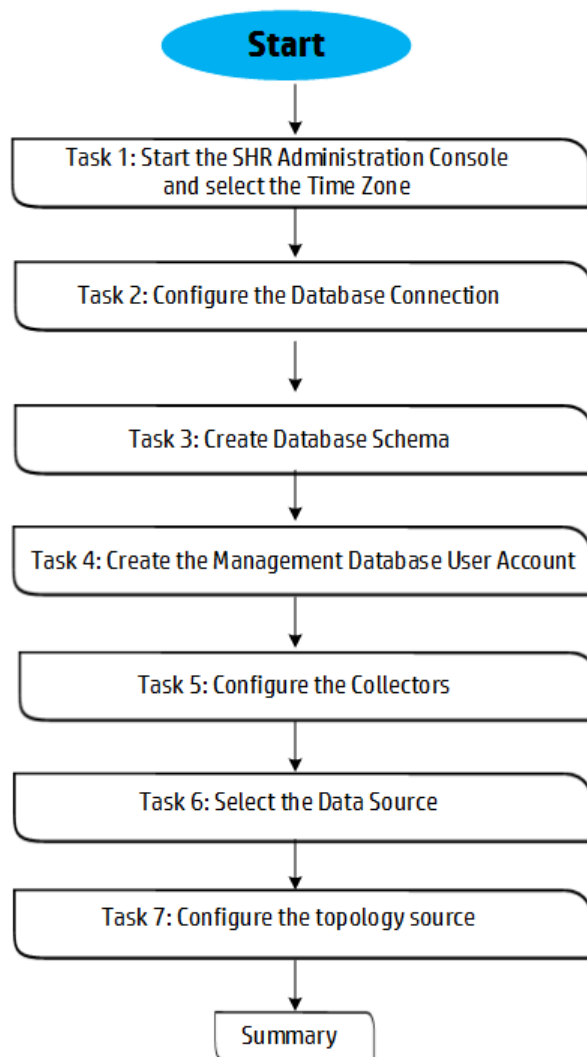 Start
Task 1: Start the SHR Administration Console
and select the Time Zone
Task 2: Configure the Database Connection
Task 3: Create Database Schema
Task 4: Create the Management Database User Account
Task 5: Configure the Collectors
Task 6: Select the Data Source
Task 7: Configure the topology source
Summary